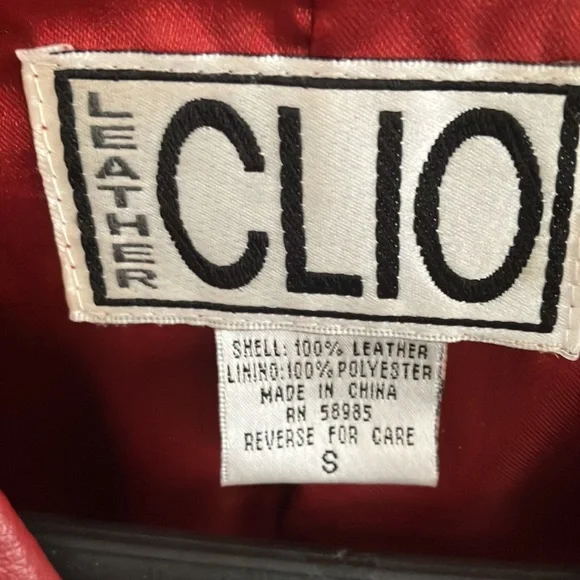 LEATHER
CLIO
SHELL: 100% LEATHER
LINING:100% POLYESTER
MADE IN CHINA
RN 58985
REVERSE FOR CARE
S